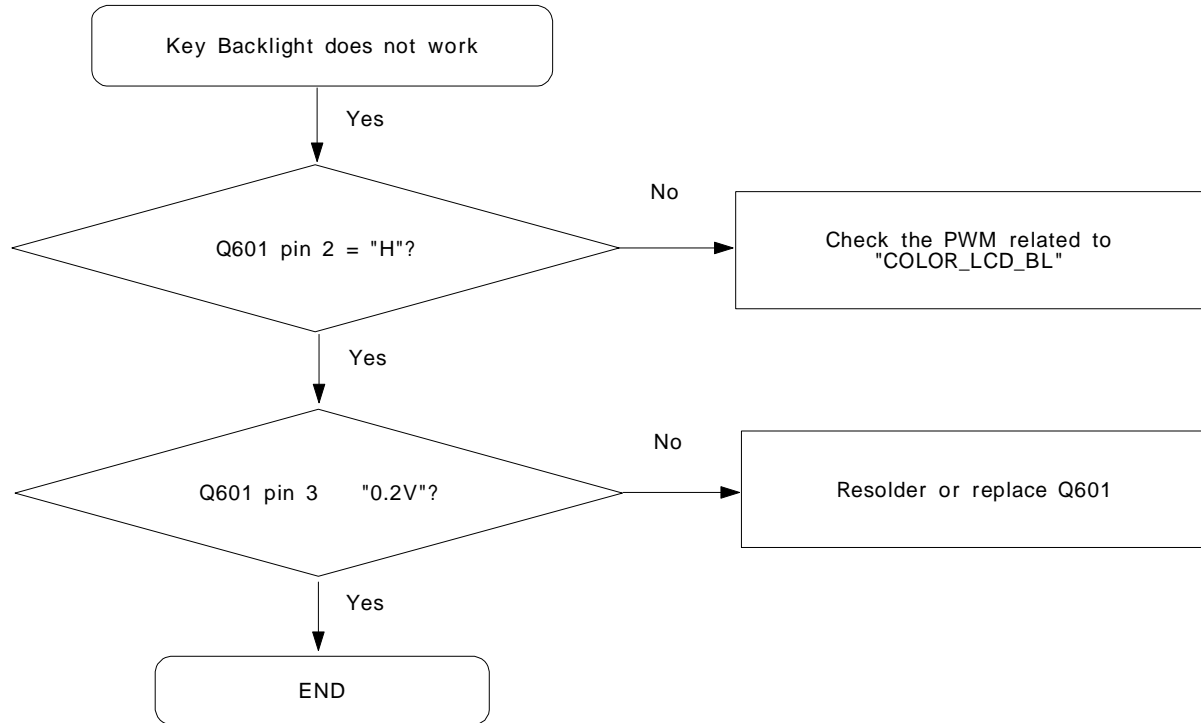 Key Backlight does not work
Yes
Q601 pin 2 = "H"?
No
Check the PWM related to
"COLOR_LCD_BL"
Yes
Q601 pin 3 "0.2V"?
No
Resolder or replace Q601
Yes
END